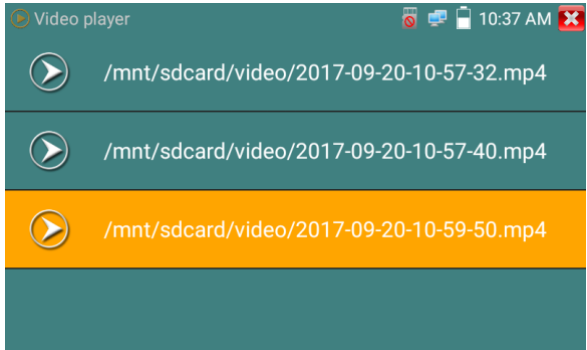 Video player
10:37 AM
/mnt/sdcard/video/2017-09-20-10-57-32.mp4
/mnt/sdcard/video/2017-09-20-10-57-40.mp4
/mnt/sdcard/video/2017-09-20-10-59-50.mp4